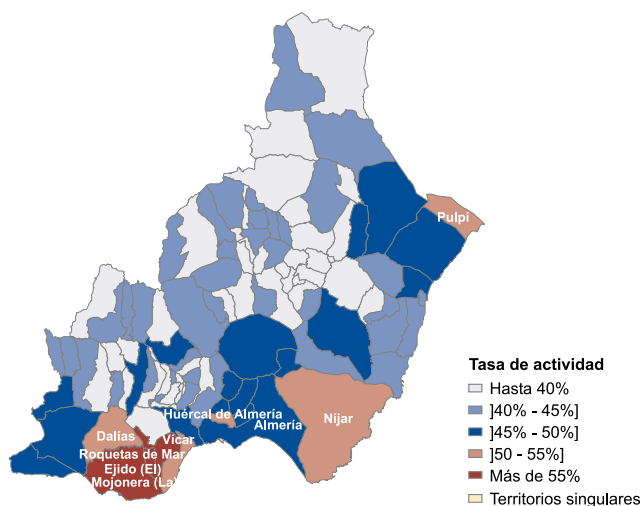 Pulpí
Huércal de Almería
Níjar
Almería
Dalías
Vícar
Roquetas de Mar
Ejido (El)
Mojonera (La)
Tasa de actividad
Hasta 40%
]40% - 45%]
]45% - 50%]
]50 - 55%]
Más de 55%
Territorios singulares